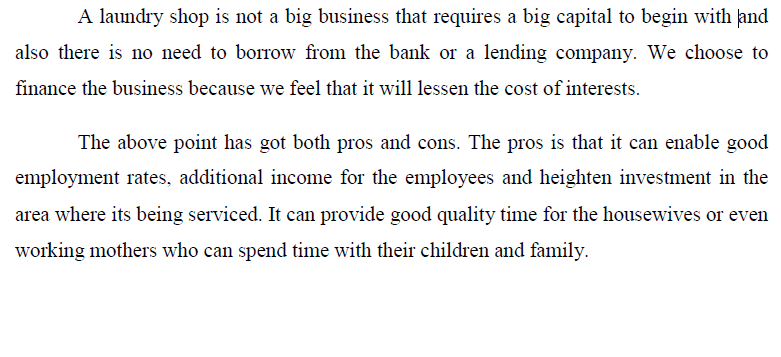 A laundry shop is not a big business that requires a big capital to begin with and
also there is no need to borrow from the bank or a lending company. We choose to
finance the business because we feel that it will lessen the cost of interests.
The above point has got both pros and cons. The pros is that it can enable good
employment rates, additional income for the employees and heighten investment in the
area where its being serviced. It can provide good quality time for the housewives or even
working mothers who can spend time with their children and family.